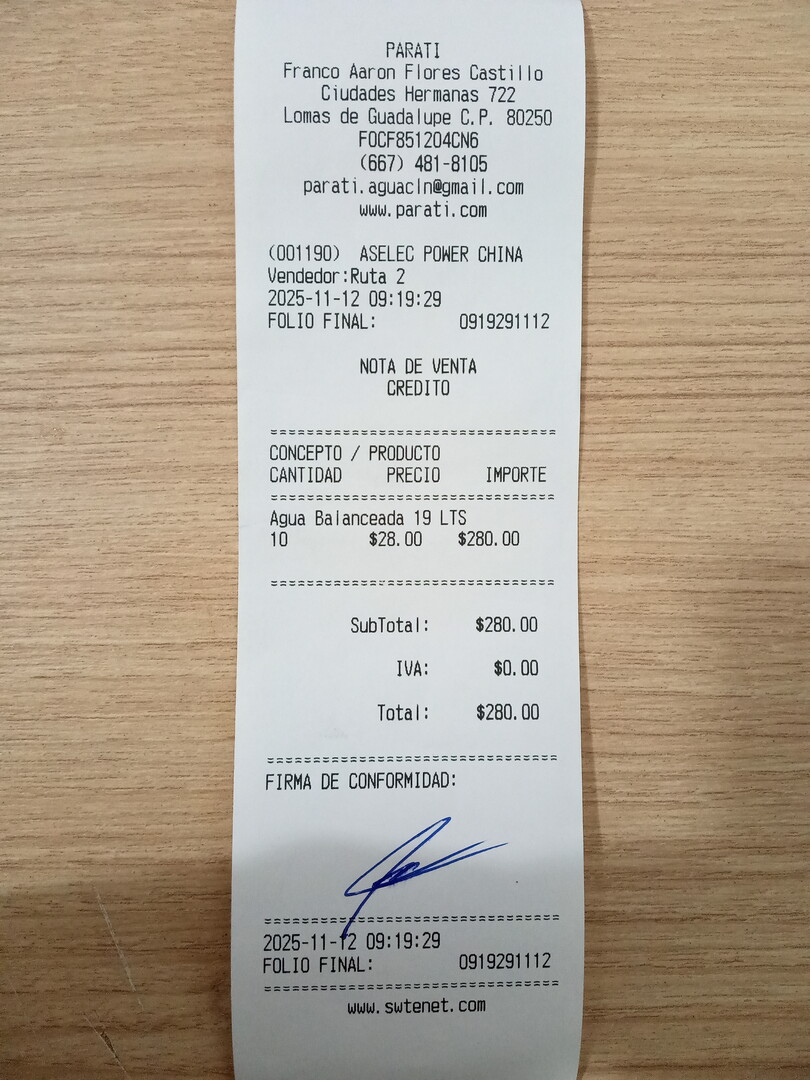 PARATI
Franco Aaron Flores Castillo
Ciudades Hermanas 722
Lomas de Guadalupe C.P. 80250
FOCF851204CN6
(667) 481-8105
parati.aguacln@gmail.com
www.parati.com
(001190) ASELEC POWER CHINA
Vendedor:Ruta 2
2025-11-12 09:19:29
FOLIO FINAL: 0919291112
NOTA DE VENTA
CREDITO
===============================
CONCEPTO / PRODUCTO
CANTIDAD PRECIO IMPORTE
===============================
Agua Balanceada 19 LTS
10 $28.00 $280.00
===============================
SubTotal: $280.00
IVA: $0.00
Total: $280.00
===============================
FIRMA DE CONFORMIDAD:
===============================
2025-11-12 09:19:29
FOLIO FINAL: 0919291112
===============================
www.swtenet.com